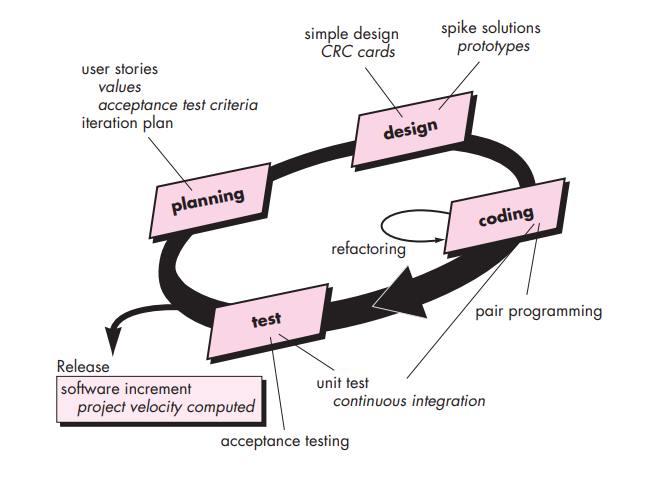 spike solutions
prototypes
simple design
CRC cards
user stories
values
acceptance test criteria
iteration plan
design
planning
coding
refactoring
test
pair programming
Release
software increment
project velocity computed
unit test
continuous integration
acceptance testing